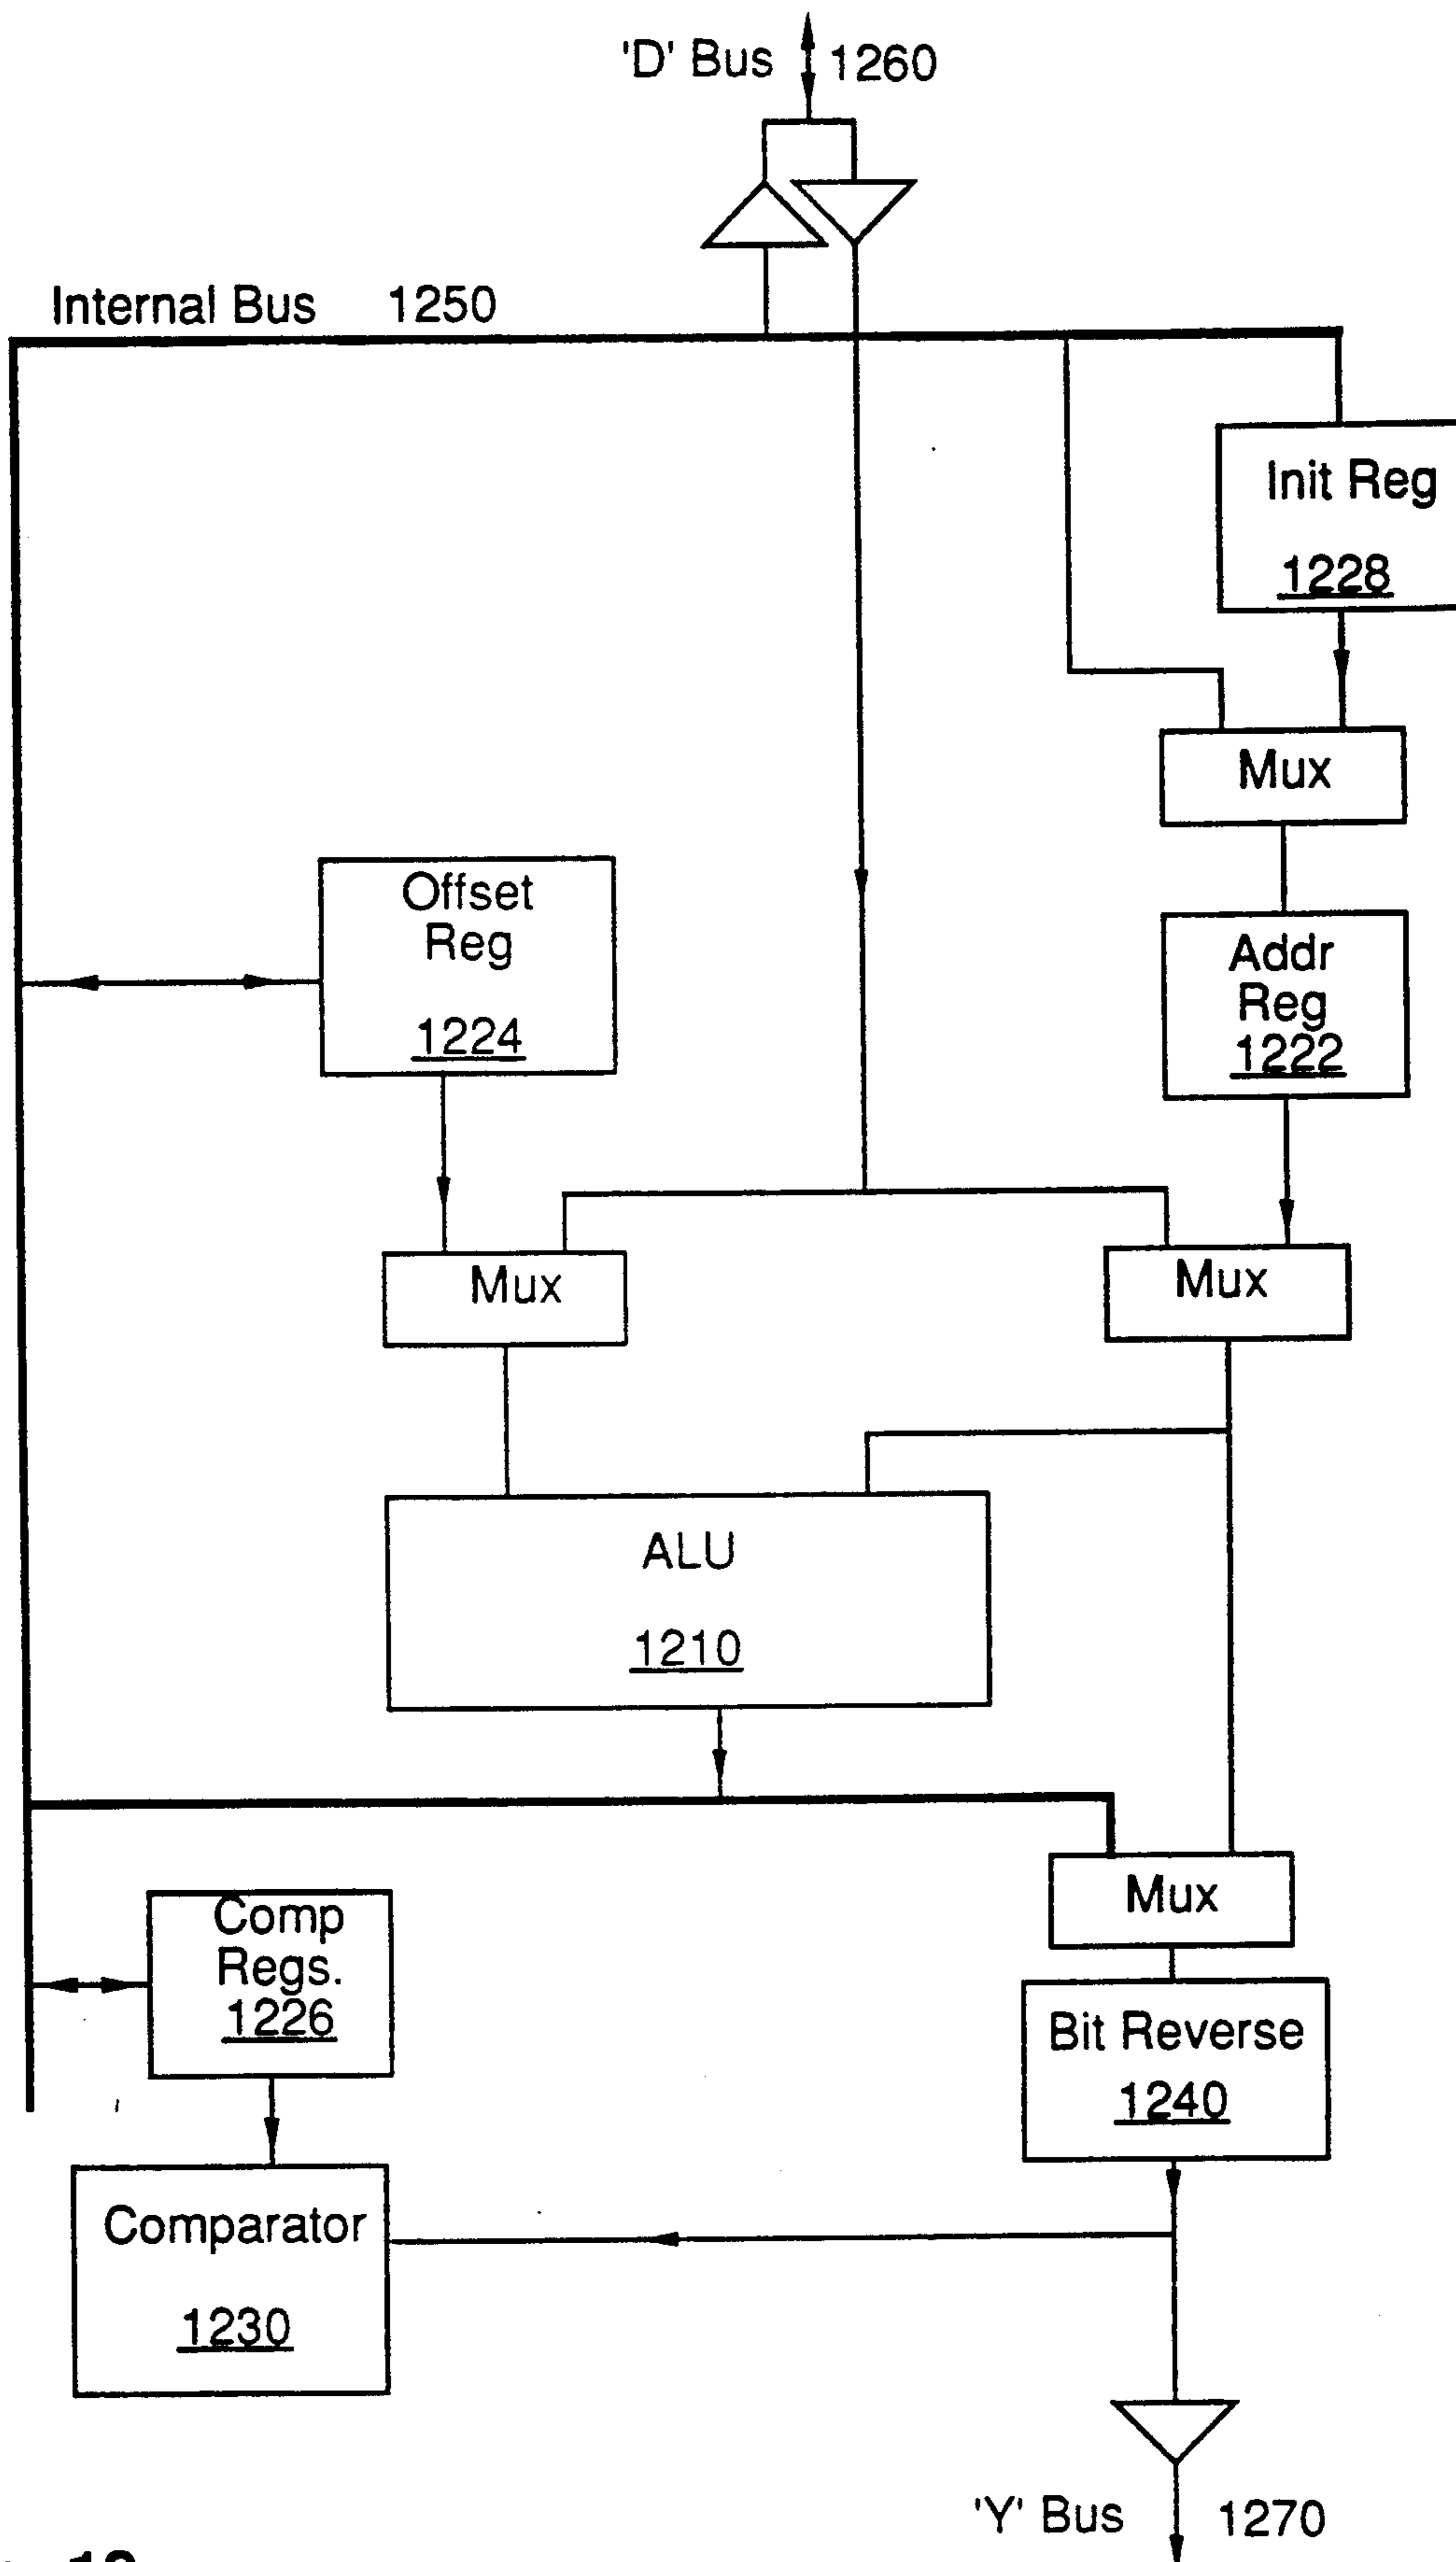 'D' Bus 1260
Internal Bus 1250
Init Reg
1228
Mux
Offset
Reg
1224
Addr
Reg
1222
Mux
Mux
ALU
1210
Mux
Comp
Regs.
1226
Bit Reverse
1240
Comparator
1230
'Y' Bus 1270